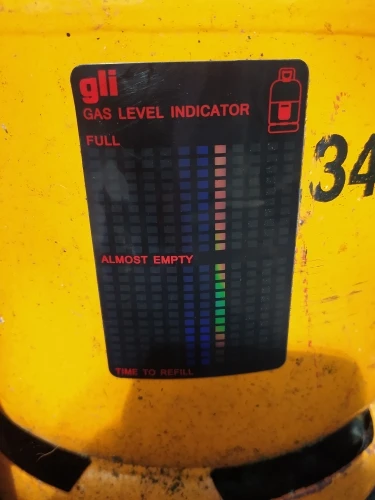 gli
GAS LEVEL INDICATOR
FULL
34
ALMOST EMPTY
TIME TO REFILL